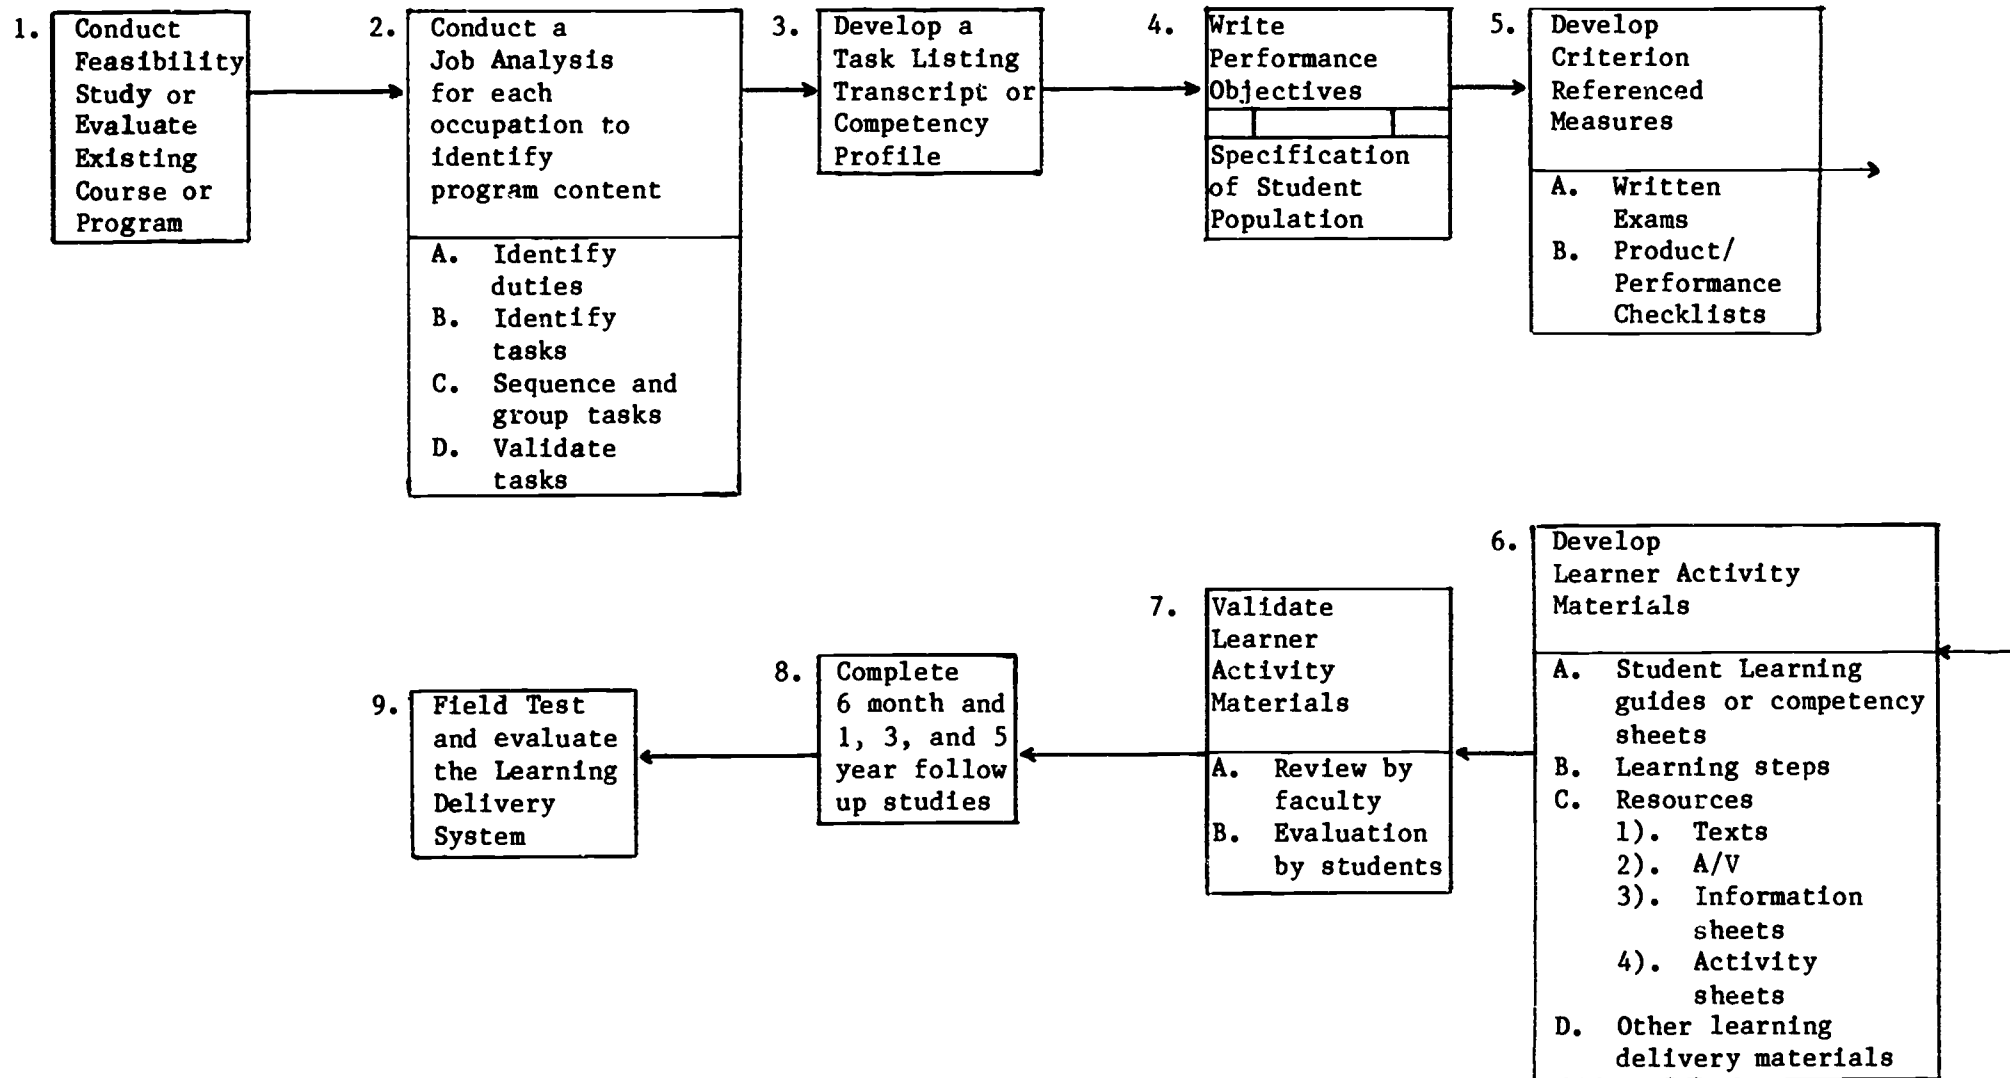 1. Conduct
Feasibility
Study or
Evaluate
Existing
Course or
Program
2. Conduct a
Job Analysis
for each
occupation to
identify
program content
A. Identify
duties
B. Identify
tasks
C. Sequence and
group tasks
D. Validate
tasks
3. Develop a
Task Listing
Transcript or
Competency
Profile
4. Write
Performance
Objectives
Specification
of Student
Population
5. Develop
Criterion
Referenced
Measures
A. Written
Exams
B. Product/
Performance
Checklists
6. Develop
Learner Activity
Materials
A. Student Learning
guides or competency
sheets
B. Learning steps
C. Resources
1). Texts
2). A/V
3). Information
sheets
4). Activity
sheets
D. Other learning
delivery materials
7. Validate
Learner
Activity
Materials
A. Review by
faculty
B. Evaluation
by students
8. Complete
6 month and
1, 3, and 5
year follow
up studies
9. Field Test
and evaluate
the Learning
Delivery
System